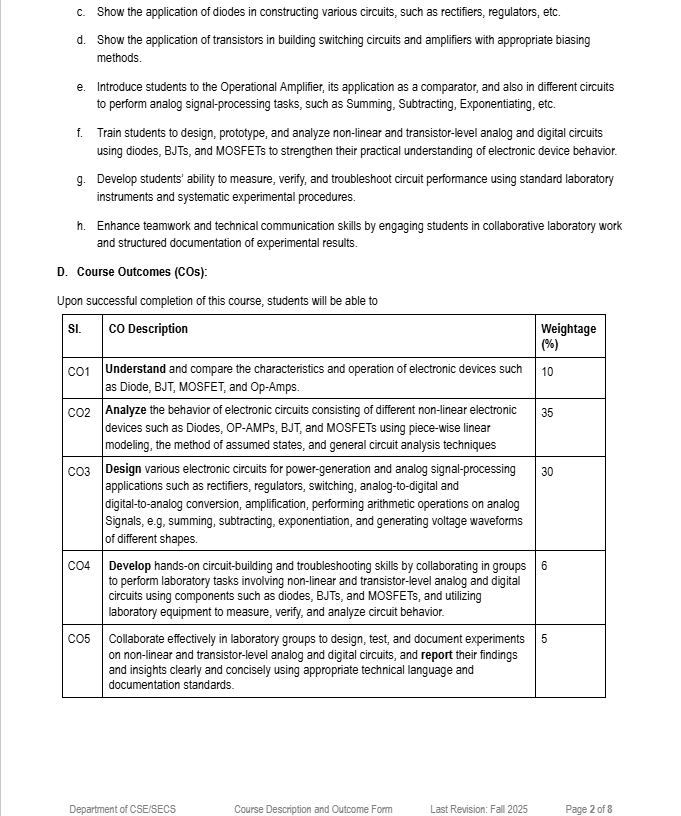 c. Show the application of diodes in constructing various circuits, such as rectifiers, regulators, etc.
d. Show the application of transistors in building switching circuits and amplifiers with appropriate biasing
methods.
e. Introduce students to the Operational Amplifier, its application as a comparator, and also in different circuits
to perform analog signal-processing tasks, such as Summing, Subtracting, Exponentiating, etc.
f. Train students to design, prototype, and analyze non-linear and transistor-level analog and digital circuits
using diodes, BJTs, and MOSFETs to strengthen their practical understanding of electronic device behavior.
g. Develop students' ability to measure, verify, and troubleshoot circuit performance using standard laboratory
instruments and systematic experimental procedures.
h. Enhance teamwork and technical communication skills by engaging students in collaborative laboratory work
and structured documentation of experimental results.
D. Course Outcomes (COs):
Upon successful completion of this course, students will be able to
Sl. CO Description Weightage
(%)
CO1 Understand and compare the characteristics and operation of electronic devices such 10
as Diode, BJT, MOSFET, and Op-Amps.
CO2 Analyze the behavior of electronic circuits consisting of different non-linear electronic 35
devices such as Diodes, OP-AMPs, BJT, and MOSFETs using piece-wise linear
modeling, the method of assumed states, and general circuit analysis techniques
CO3 Design various electronic circuits for power-generation and analog signal-processing 30
applications such as rectifiers, regulators, switching, analog-to-digital and
digital-to-analog conversion, amplification, performing arithmetic operations on analog
Signals, e.g, summing, subtracting, exponentiation, and generating voltage waveforms
of different shapes.
CO4 Develop hands-on circuit-building and troubleshooting skills by collaborating in groups 6
to perform laboratory tasks involving non-linear and transistor-level analog and digital
circuits using components such as diodes, BJTs, and MOSFETs, and utilizing
laboratory equipment to measure, verify, and analyze circuit behavior.
CO5 Collaborate effectively in laboratory groups to design, test, and document experiments 5
on non-linear and transistor-level analog and digital circuits, and report their findings
and insights clearly and concisely using appropriate technical language and
documentation standards.
Department of CSE/SECS Course Description and Outcome Form Last Revision: Fall 2025 Page 2 of 8